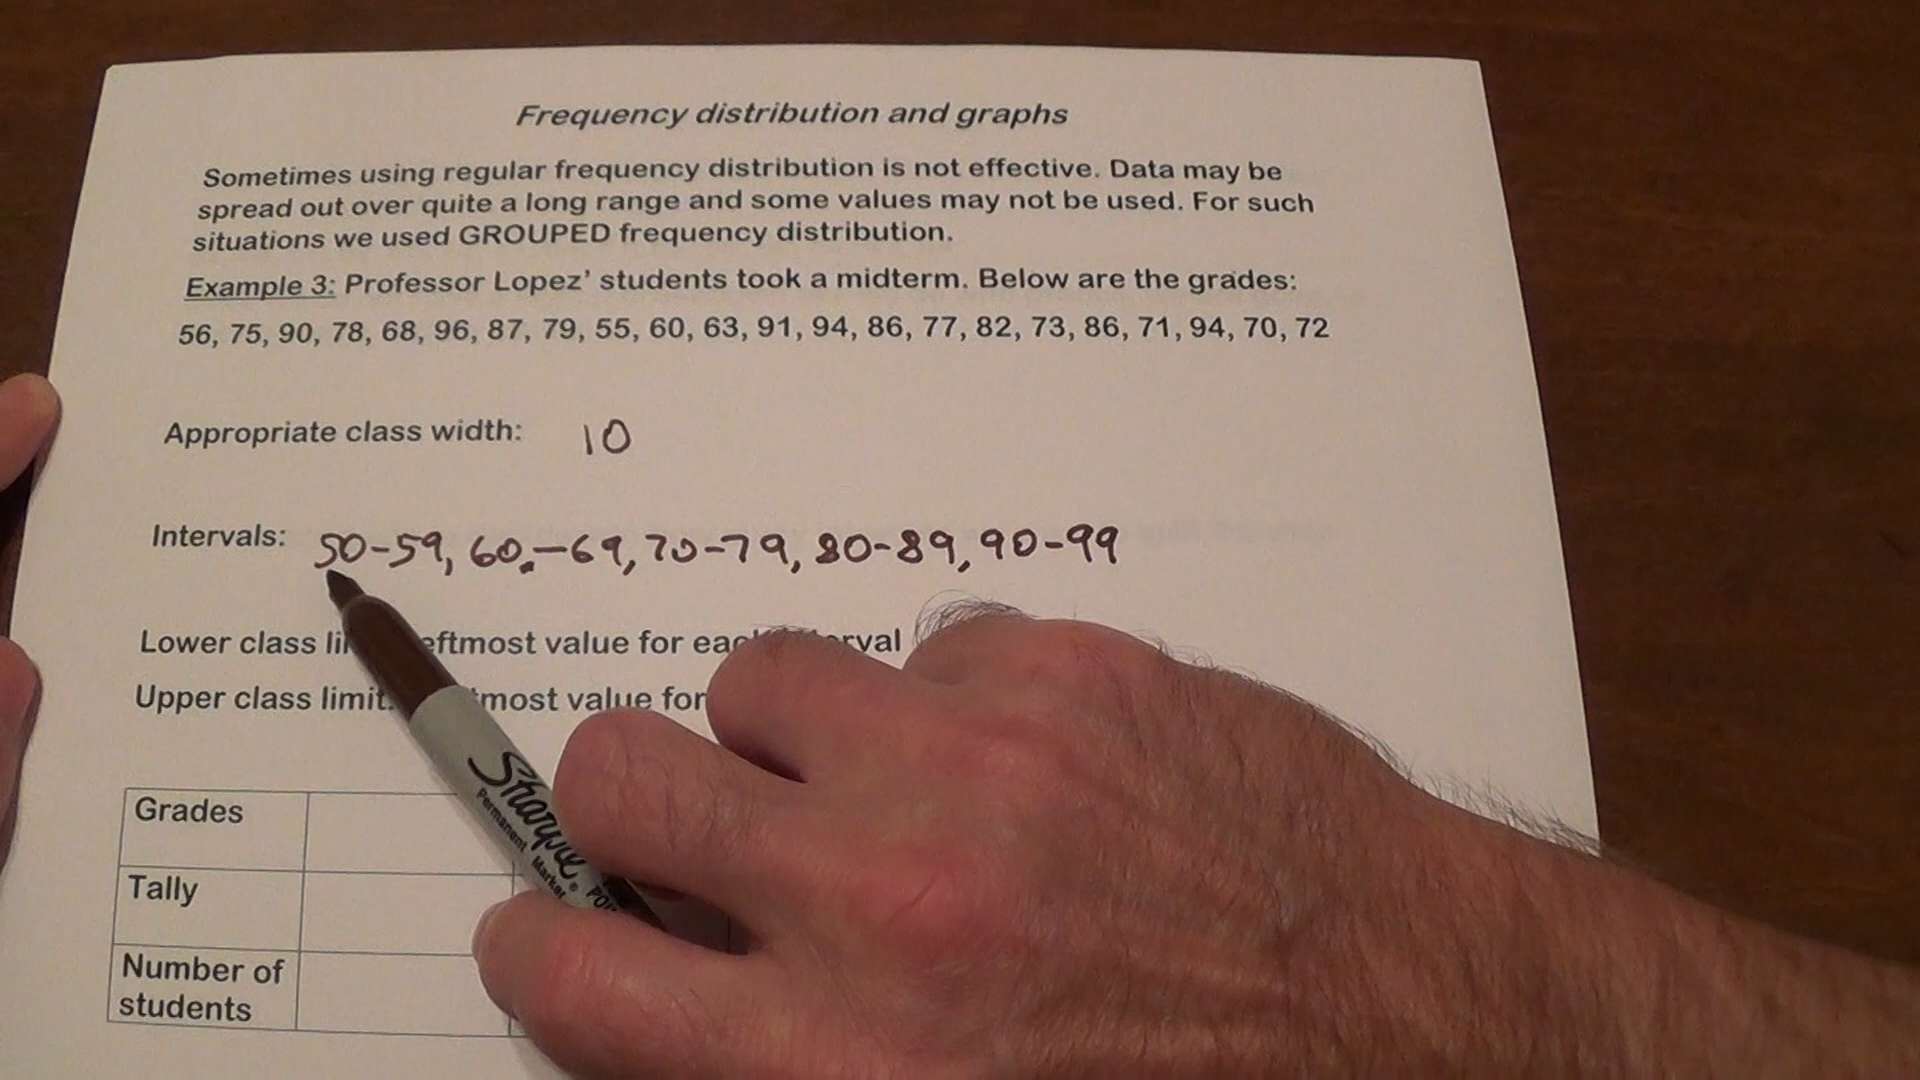 Frequency distribution and graphs
Sometimes using regular frequency distribution is not effective. Data may be
spread out over quite a long range and some values may not be used. For such
situations we used GROUPED frequency distribution.
Example 3: Professor Lopez’ students took a midterm. Below are the grades:
56, 75, 90, 78, 68, 96, 87, 79, 55, 60, 63, 91, 94, 86, 77, 82, 73, 86, 71, 94, 70, 72
Appropriate class width: 10
Intervals: 50-59, 60-69, 70-79, 80-89, 90-99
Lower class value for
Upper class limit value for
Grades
Tally
Number of
students
Sharpie
Permanent Marker